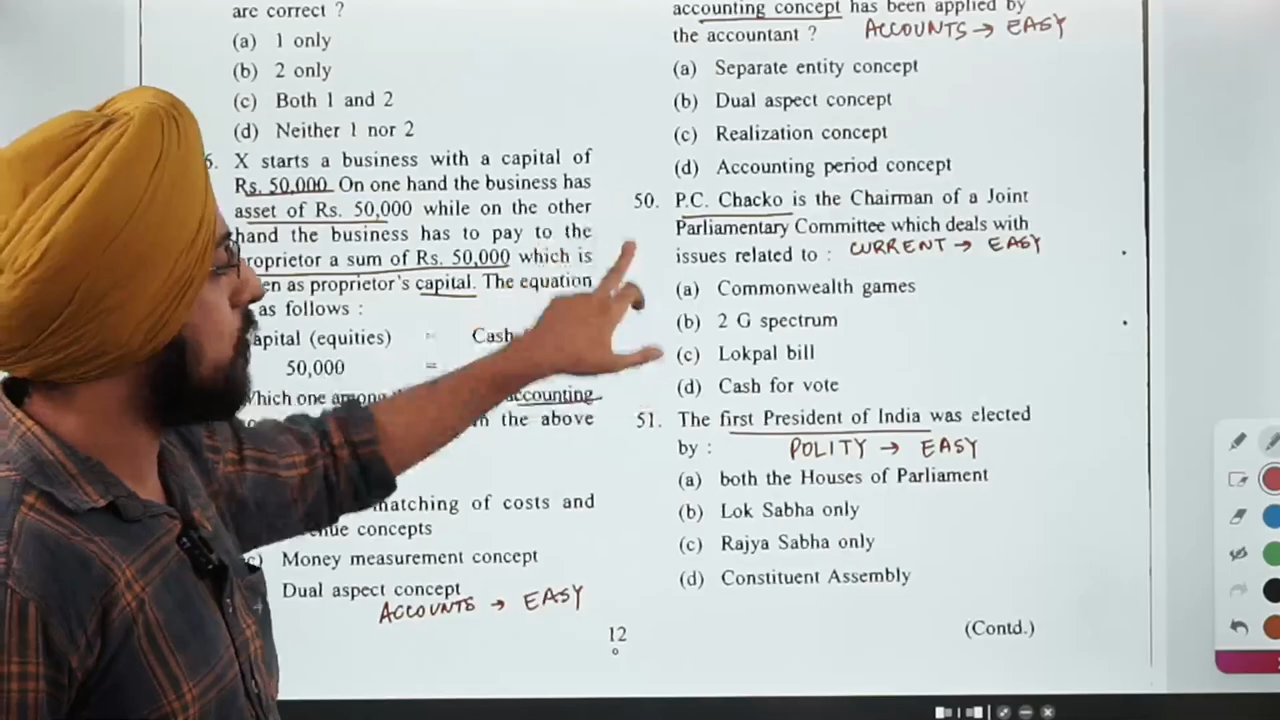 are correct ?
(a) 1 only
(b) 2 only
(c) Both 1 and 2
(d) Neither 1 nor 2
6. X starts a business with a capital of
Rs. 50,000 On one hand the business has
asset of Rs. 50,000 while on the other
hand the business has to pay to the
roprietor a sum of Rs. 50,000 which is
en as proprietor's capital. The equation
as follows :
apital (equities) = Cash
50,000 =
Which one among accounting
in the above
matching of costs and
nue concepts
(c) Money measurement concept
Dual aspect concept
ACCOUNTS → EASY
accounting concept has been applied by
the accountant ? ACCOUNTS → EASY
(a) Separate entity concept
(b) Dual aspect concept
(c) Realization concept
(d) Accounting period concept
50. P.C. Chacko is the Chairman of a Joint
Parliamentary Committee which deals with
issues related to : CURRENT → EASY
(a) Commonwealth games
(b) 2 G spectrum
(c) Lokpal bill
(d) Cash for vote
51. The first President of India was elected
by : POLITY → EASY
(a) both the Houses of Parliament
(b) Lok Sabha only
(c) Rajya Sabha only
(d) Constituent Assembly
12
(Contd.)